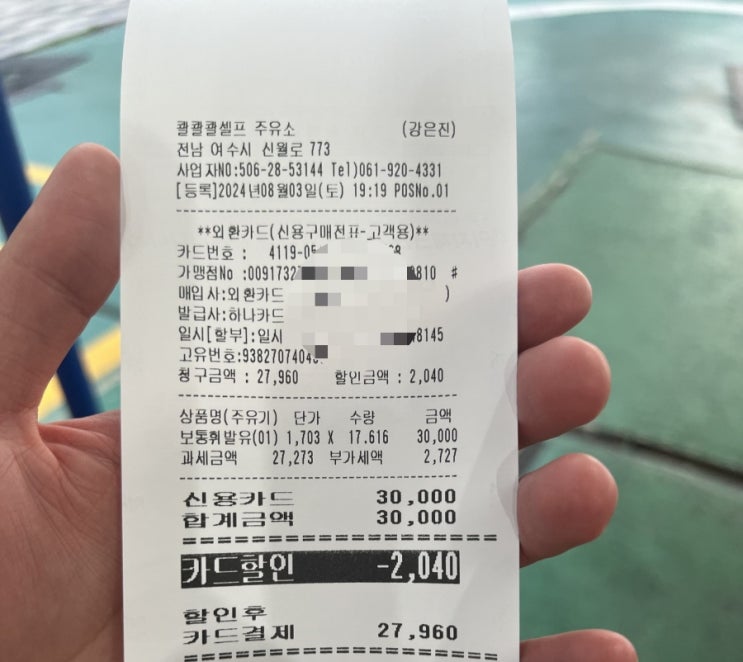 콸콸콸셀프 주유소 (강은진)
전남 여수시 신월로 773
사업자NO:506-28-53144 Tel)061-920-4331
[등록]2024년08월03일(토) 19:19 POSNo.01
**외환카드(신용구매전표-고객용)**
카드번호 : 4119-05
가맹점No :0091732 810 #
매입사:외환카드 )
발급사:하나카드
일시[할부]:일시 8145
고유번호:93827074043
청구금액 : 27,960 할인금액 : 2,040
상품명(주유기) 단가 수량 금액
보통휘발유(01) 1,703 X 17.616 30,000
과세금액 27,273 부가세액 2,727
신용카드 30,000
합계금액 30,000
카드할인 -2,040
할인후
카드결제 27,960